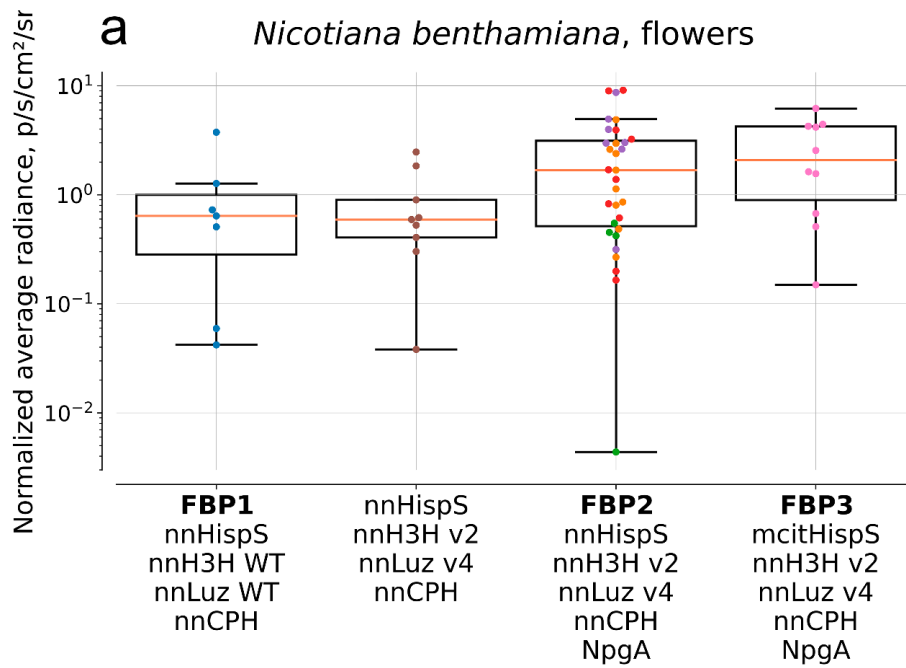 a
Nicotiana benthamiana, flowers
Normalized average radiance, p/s/cm²/sr
10¹
10⁰
10⁻¹
10⁻²
FBP1
nnHispS
nnH3H WT
nnLuz WT
nnCPH
nnHispS
nnH3H v2
nnLuz v4
nnCPH
FBP2
nnHispS
nnH3H v2
nnLuz v4
nnCPH
NpgA
FBP3
mcitHispS
nnH3H v2
nnLuz v4
nnCPH
NpgA